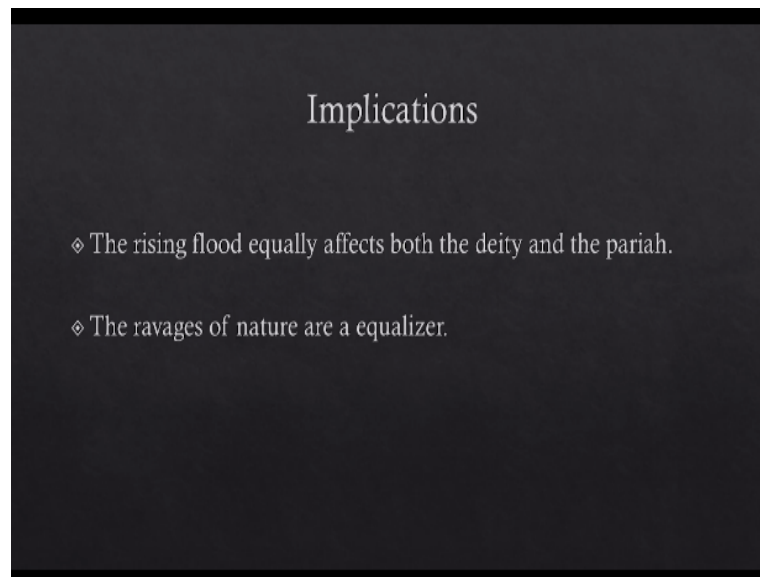 Implications
The rising flood equally affects both the deity and the pariah.
The ravages of nature are a equalizer.